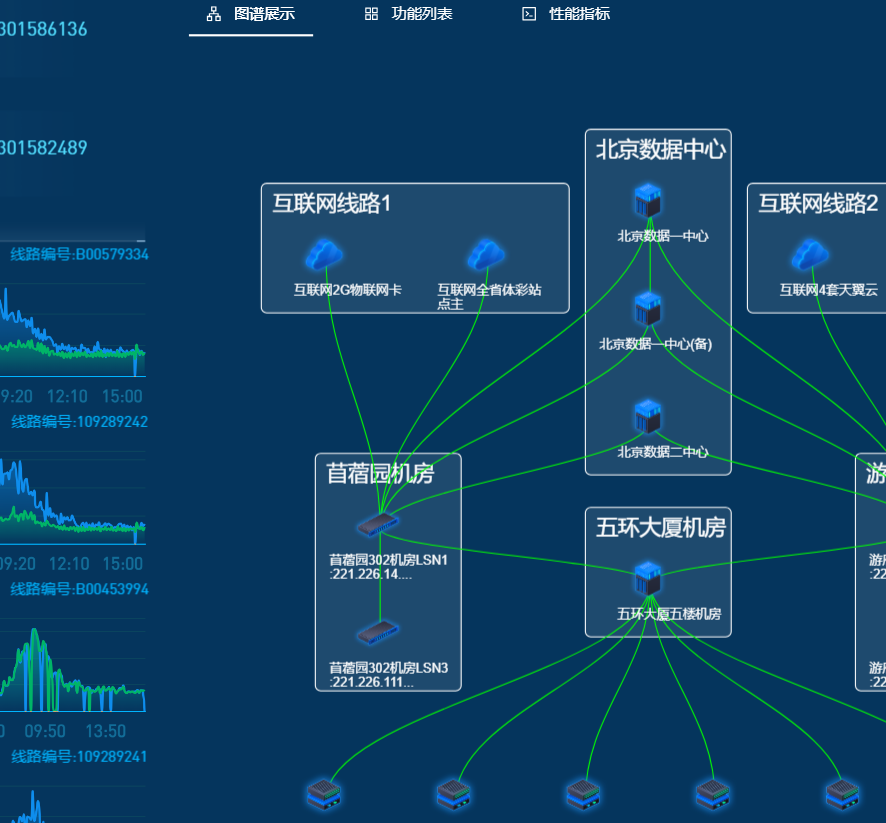 图谱展示
功能列表
性能指标
301586136
301582489
线路编号:B00579334
9:20 12:10 15:00
线路编号:109289242
09:20 12:10 15:00
线路编号:B00453994
0 09:50 13:50
线路编号:109289241
北京数据中心
北京数据一中心
北京数据一中心(备)
北京数据二中心
互联网线路1
互联网2G物联网卡
互联网全省体彩站
点主
互联网线路2
互联网4套天翼云
苜蓿园机房
苜蓿园302机房LSN1
:221.226.14....
苜蓿园302机房LSN3
:221.226.111...
五环大厦机房
五环大厦五楼机房
游
游府
:22
游府
:22